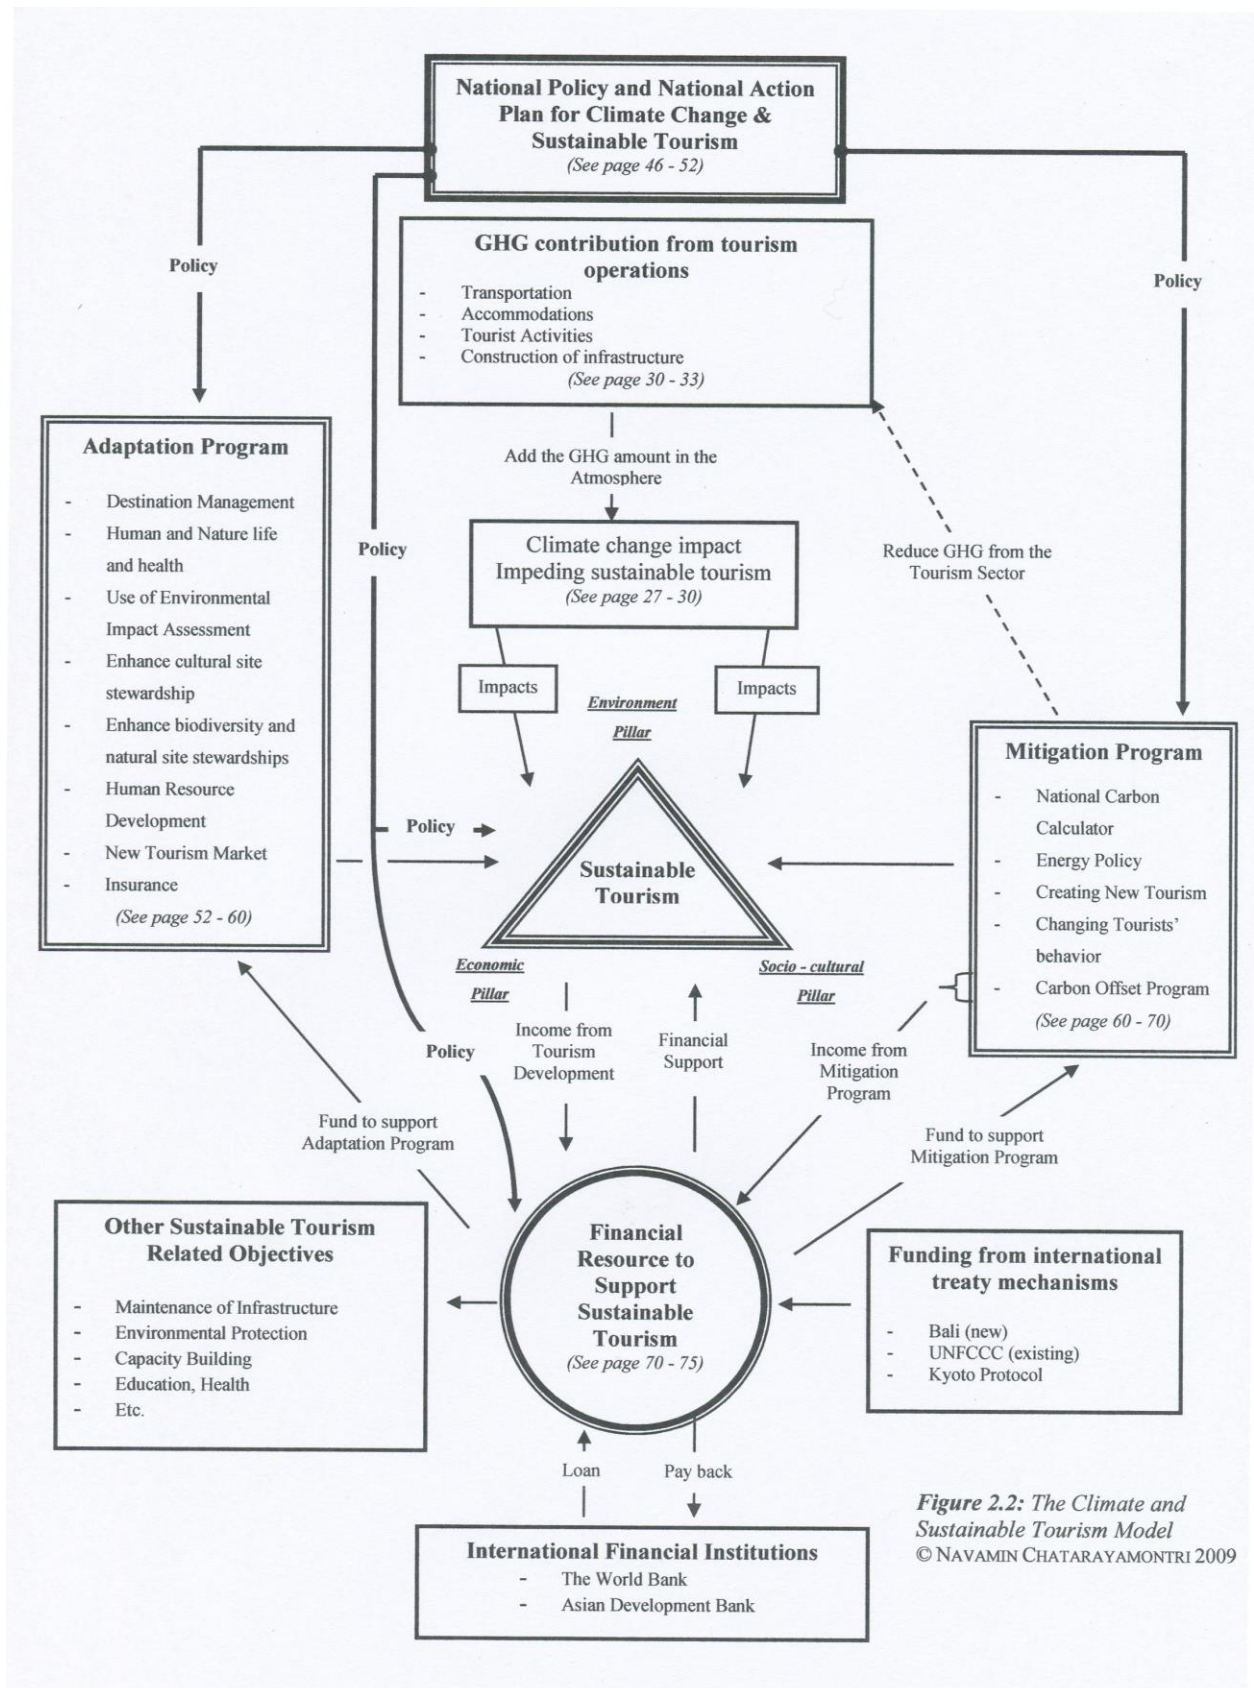 National Policy and National Action
Plan for Climate Change &
Sustainable Tourism
(See page 46 - 52)
Policy
Policy
GHG contribution from tourism
operations
- Transportation
- Accommodations
- Tourist Activities
- Construction of infrastructure
(See page 30 - 33)
Add the GHG amount in the
Atmosphere
Adaptation Program
- Destination Management
- Human and Nature life
and health
- Use of Environmental
Impact Assessment
- Enhance cultural site
stewardship
- Enhance biodiversity and
natural site stewardships
- Human Resource
Development
- New Tourism Market
- Insurance
(See page 52 - 60)
Policy
Climate change impact
Impeding sustainable tourism
(See page 27 - 30)
Reduce GHG from the
Tourism Sector
Impacts
Impacts
Environment
Pillar
Policy
Sustainable
Tourism
Mitigation Program
- National Carbon
Calculator
- Energy Policy
- Creating New Tourism
- Changing Tourists'
behavior
- Carbon Offset Program
(See page 60 - 70)
Economic
Pillar
Socio - cultural
Pillar
Policy
Income from
Tourism
Development
Financial
Support
Income from
Mitigation
Program
Fund to support
Adaptation Program
Fund to support
Mitigation Program
Other Sustainable Tourism
Related Objectives
- Maintenance of Infrastructure
- Environmental Protection
- Capacity Building
- Education, Health
- Etc.
Financial
Resource to
Support
Sustainable
Tourism
(See page 70 - 75)
Funding from international
treaty mechanisms
- Bali (new)
- UNFCCC (existing)
- Kyoto Protocol
Loan
Pay back
International Financial Institutions
- The World Bank
- Asian Development Bank
Figure 2.2: The Climate and
Sustainable Tourism Model
© NAVAMIN CHATARAYAMONTRI 2009